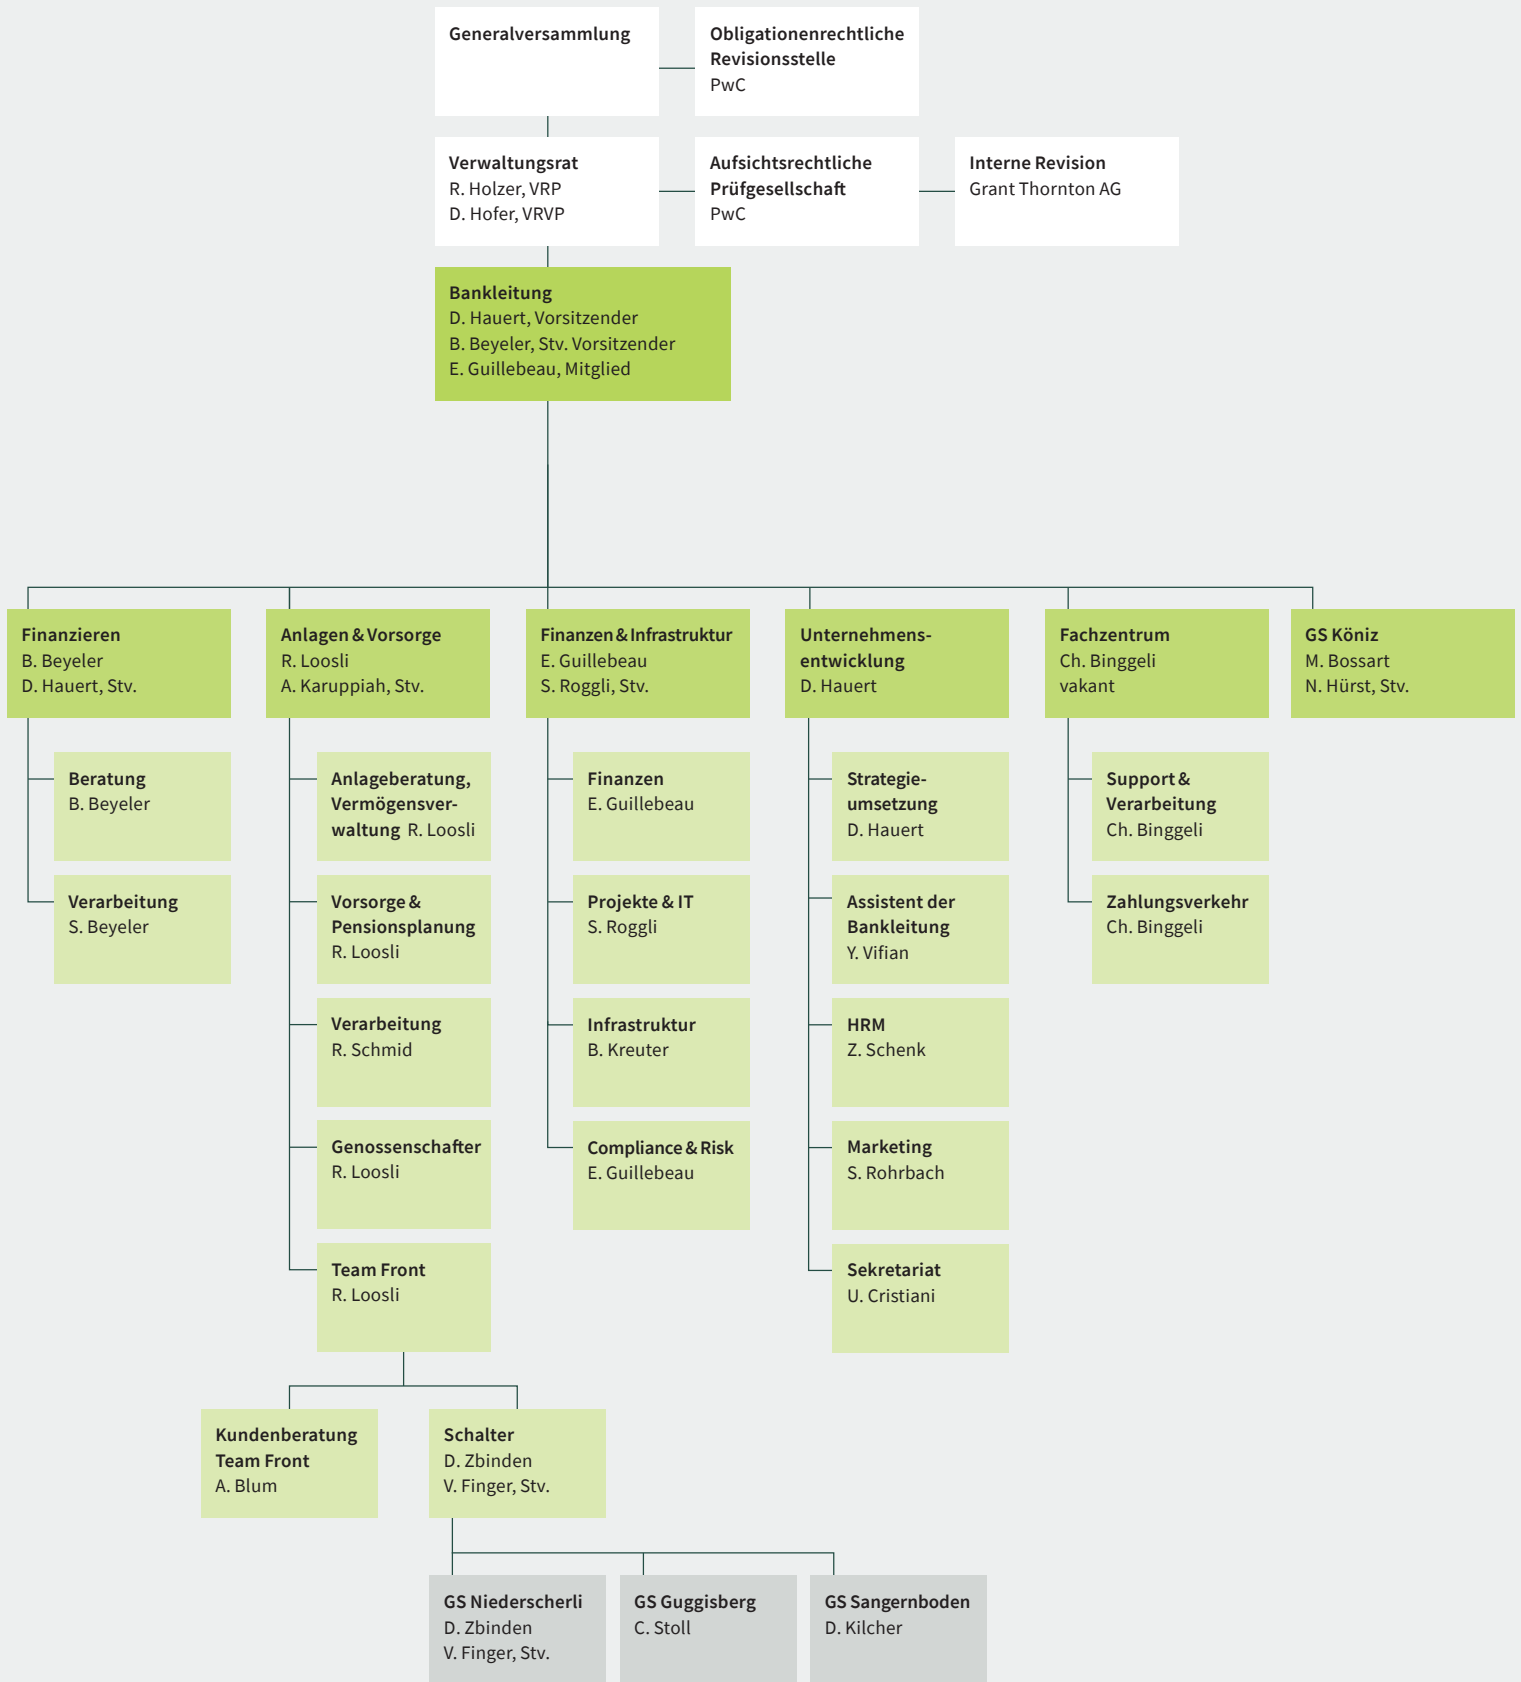 Generalversammlung
Obligationenrechtliche
Revisionsstelle
PwC
Verwaltungsrat
R. Holzer, VRP
D. Hofer, VRVP
Aufsichtsrechtliche
Prüfgesellschaft
PwC
Interne Revision
Grant Thornton AG
Bankleitung
D. Hauert, Vorsitzender
B. Beyeler, Stv. Vorsitzender
E. Guillebeau, Mitglied
Finanzieren
B. Beyeler
D. Hauert, Stv.
Anlagen & Vorsorge
R. Loosli
A. Karuppiah, Stv.
Finanzen & Infrastruktur
E. Guillebeau
S. Roggli, Stv.
Unternehmens-
entwicklung
D. Hauert
Fachzentrum
Ch. Binggeli
vakant
GS Köniz
M. Bossart
N. Hürst, Stv.
Beratung
B. Beyeler
Verarbeitung
S. Beyeler
Anlageberatung,
Vermögensver-
waltung R. Loosli
Vorsorge &
Pensionsplanung
R. Loosli
Verarbeitung
R. Schmid
Genossenschafter
R. Loosli
Team Front
R. Loosli
Finanzen
E. Guillebeau
Projekte & IT
S. Roggli
Infrastruktur
B. Kreuter
Compliance & Risk
E. Guillebeau
Strategie-
umsetzung
D. Hauert
Assistent der
Bankleitung
Y. Vifian
HRM
Z. Schenk
Marketing
S. Rohrbach
Sekretariat
U. Cristiani
Support &
Verarbeitung
Ch. Binggeli
Zahlungsverkehr
Ch. Binggeli
Kundenberatung
Team Front
A. Blum
Schalter
D. Zbinden
V. Finger, Stv.
GS Niederscherli
D. Zbinden
V. Finger, Stv.
GS Guggisberg
C. Stoll
GS Sangernboden
D. Kilcher